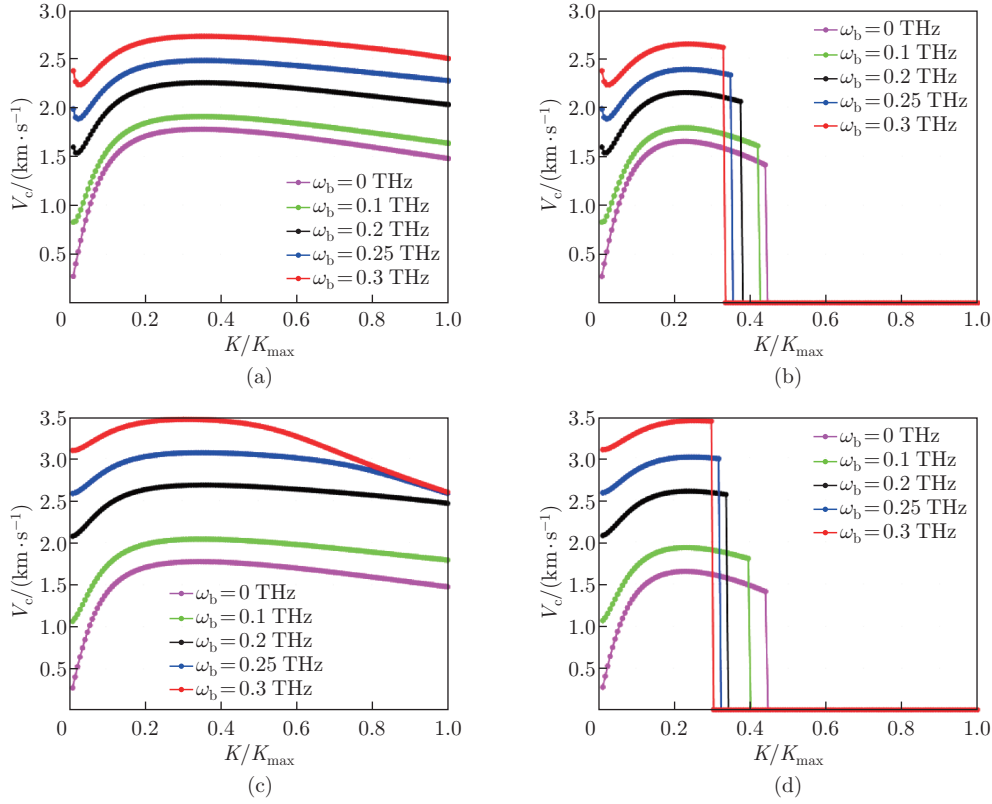 3.0
2.5
2.0
1.5
1.0
0.5
V_c/(km·s⁻¹)
0 0.2 0.4 0.6 0.8 1.0
K/K_max
ω_b=0 THz
ω_b=0.1 THz
ω_b=0.2 THz
ω_b=0.25 THz
ω_b=0.3 THz
(a)
3.0
2.5
2.0
1.5
1.0
0.5
V_c/(km·s⁻¹)
0 0.2 0.4 0.6 0.8 1.0
K/K_max
ω_b=0 THz
ω_b=0.1 THz
ω_b=0.2 THz
ω_b=0.25 THz
ω_b=0.3 THz
(b)
3.5
3.0
2.5
2.0
1.5
1.0
0.5
V_c/(km·s⁻¹)
0 0.2 0.4 0.6 0.8 1.0
K/K_max
ω_b=0 THz
ω_b=0.1 THz
ω_b=0.2 THz
ω_b=0.25 THz
ω_b=0.3 THz
(c)
3.5
3.0
2.5
2.0
1.5
1.0
0.5
V_c/(km·s⁻¹)
0 0.2 0.4 0.6 0.8 1.0
K/K_max
ω_b=0 THz
ω_b=0.1 THz
ω_b=0.2 THz
ω_b=0.25 THz
ω_b=0.3 THz
(d)